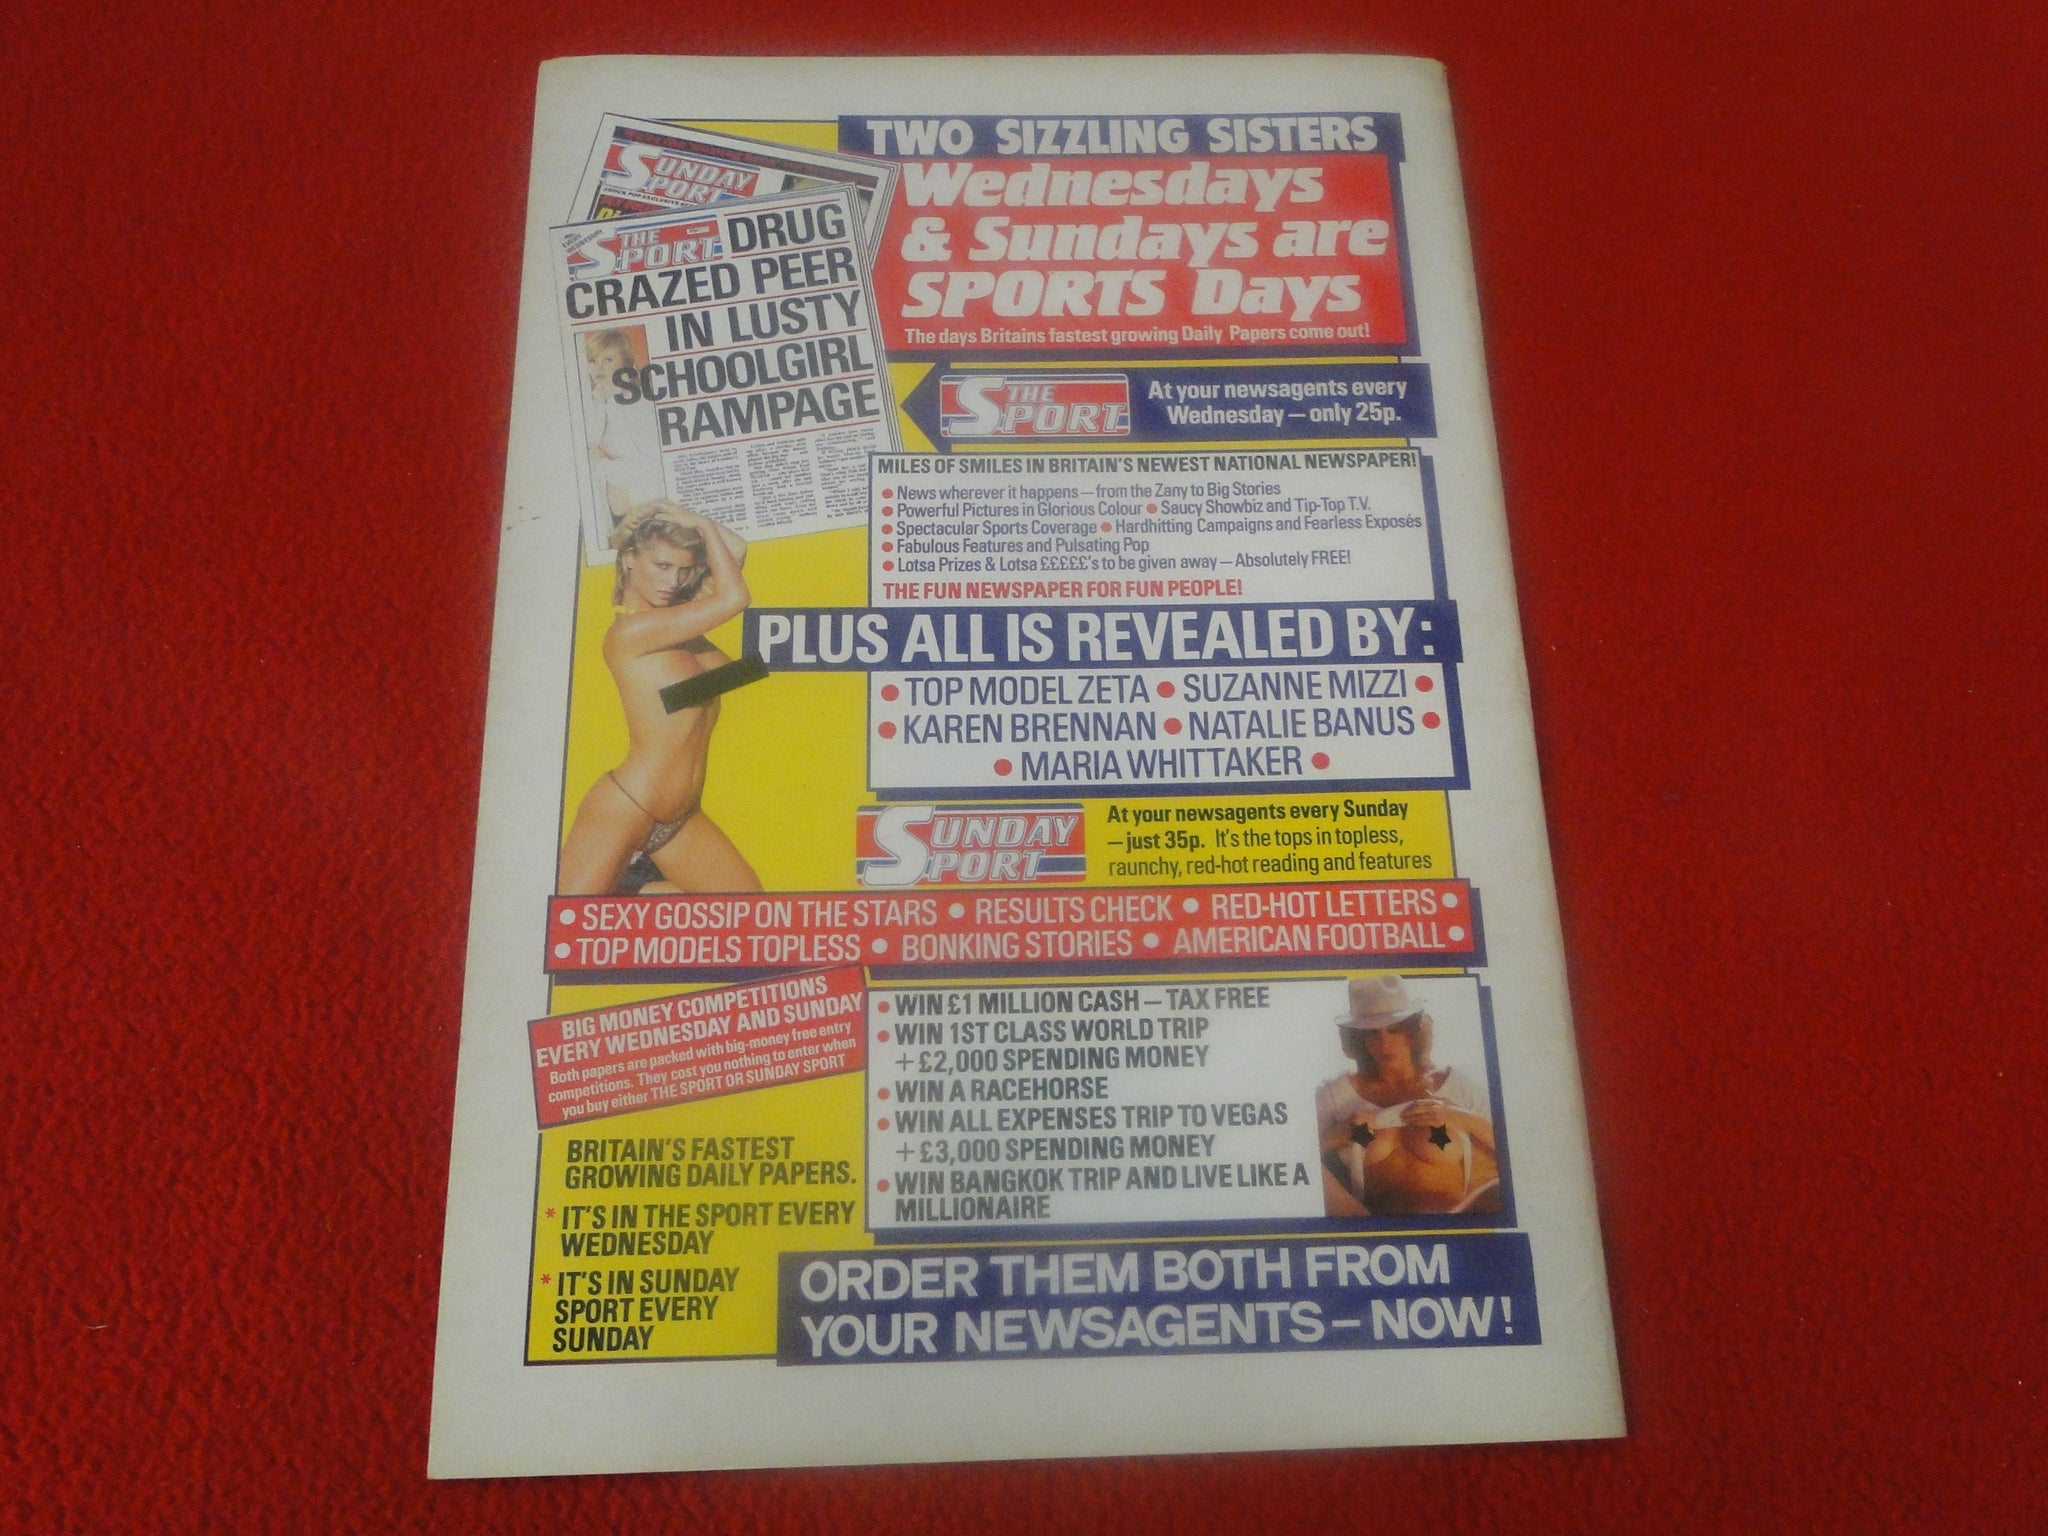 TWO SIZZLING SISTERS
Wednesdays
& Sundays are
SPORTS Days
The days Britains fastest growing Daily Papers come out!
SUNDAY
SPORT
EVERY WEDNESDAY
THE
SPORT
DRUG
CRAZED PEER
IN LUSTY
SCHOOLGIRL
RAMPAGE
THE
SPORT
At your newsagents every
Wednesday – only 25p.
MILES OF SMILES IN BRITAIN'S NEWEST NATIONAL NEWSPAPER!
• News wherever it happens – from the Zany to Big Stories
• Powerful Pictures in Glorious Colour • Saucy Showbiz and Tip-Top T.V.
• Spectacular Sports Coverage • Hardhitting Campaigns and Fearless Exposés
• Fabulous Features and Pulsating Pop
• Lotsa Prizes & Lotsa £££££'s to be given away – Absolutely FREE!
THE FUN NEWSPAPER FOR FUN PEOPLE!
PLUS ALL IS REVEALED BY:
• TOP MODEL ZETA • SUZANNE MIZZI •
• KAREN BRENNAN • NATALIE BANUS •
• MARIA WHITTAKER •
SUNDAY
SPORT
At your newsagents every Sunday
– just 35p. It's the tops in topless,
raunchy, red-hot reading and features
• SEXY GOSSIP ON THE STARS • RESULTS CHECK • RED-HOT LETTERS •
• TOP MODELS TOPLESS • BONKING STORIES • AMERICAN FOOTBALL •
BIG MONEY COMPETITIONS
EVERY WEDNESDAY AND SUNDAY
Both papers are packed with big-money free entry
competitions. They cost you nothing to enter when
you buy either THE SPORT OR SUNDAY SPORT
BRITAIN'S FASTEST
GROWING DAILY PAPERS.
* IT'S IN THE SPORT EVERY
WEDNESDAY
* IT'S IN SUNDAY
SPORT EVERY
SUNDAY
• WIN £1 MILLION CASH – TAX FREE
• WIN 1ST CLASS WORLD TRIP
+ £2,000 SPENDING MONEY
• WIN A RACEHORSE
• WIN ALL EXPENSES TRIP TO VEGAS
+ £3,000 SPENDING MONEY
• WIN BANGKOK TRIP AND LIVE LIKE A
MILLIONAIRE
ORDER THEM BOTH FROM
YOUR NEWSAGENTS – NOW!